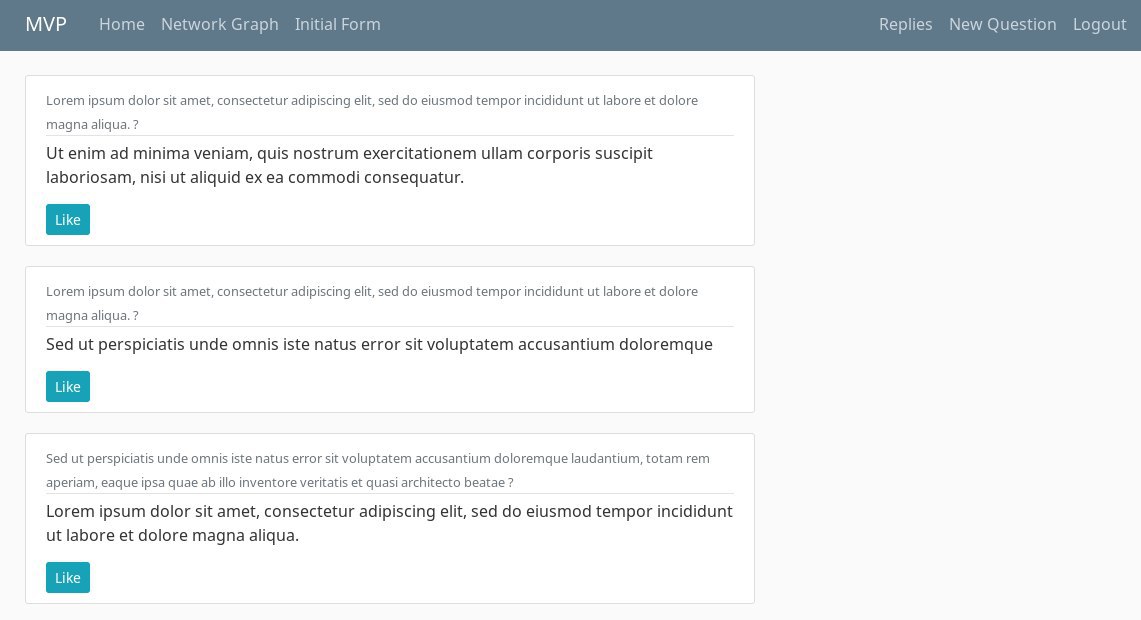 MVP Home Network Graph Initial Form Replies New Question Logout
Lorem ipsum dolor sit amet, consectetur adipiscing elit, sed do eiusmod tempor incididunt ut labore et dolore
magna aliqua. ?
Ut enim ad minima veniam, quis nostrum exercitationem ullam corporis suscipit
laboriosam, nisi ut aliquid ex ea commodi consequatur.
Like
Lorem ipsum dolor sit amet, consectetur adipiscing elit, sed do eiusmod tempor incididunt ut labore et dolore
magna aliqua. ?
Sed ut perspiciatis unde omnis iste natus error sit voluptatem accusantium doloremque
Like
Sed ut perspiciatis unde omnis iste natus error sit voluptatem accusantium doloremque laudantium, totam rem
aperiam, eaque ipsa quae ab illo inventore veritatis et quasi architecto beatae ?
Lorem ipsum dolor sit amet, consectetur adipiscing elit, sed do eiusmod tempor incididunt
ut labore et dolore magna aliqua.
Like